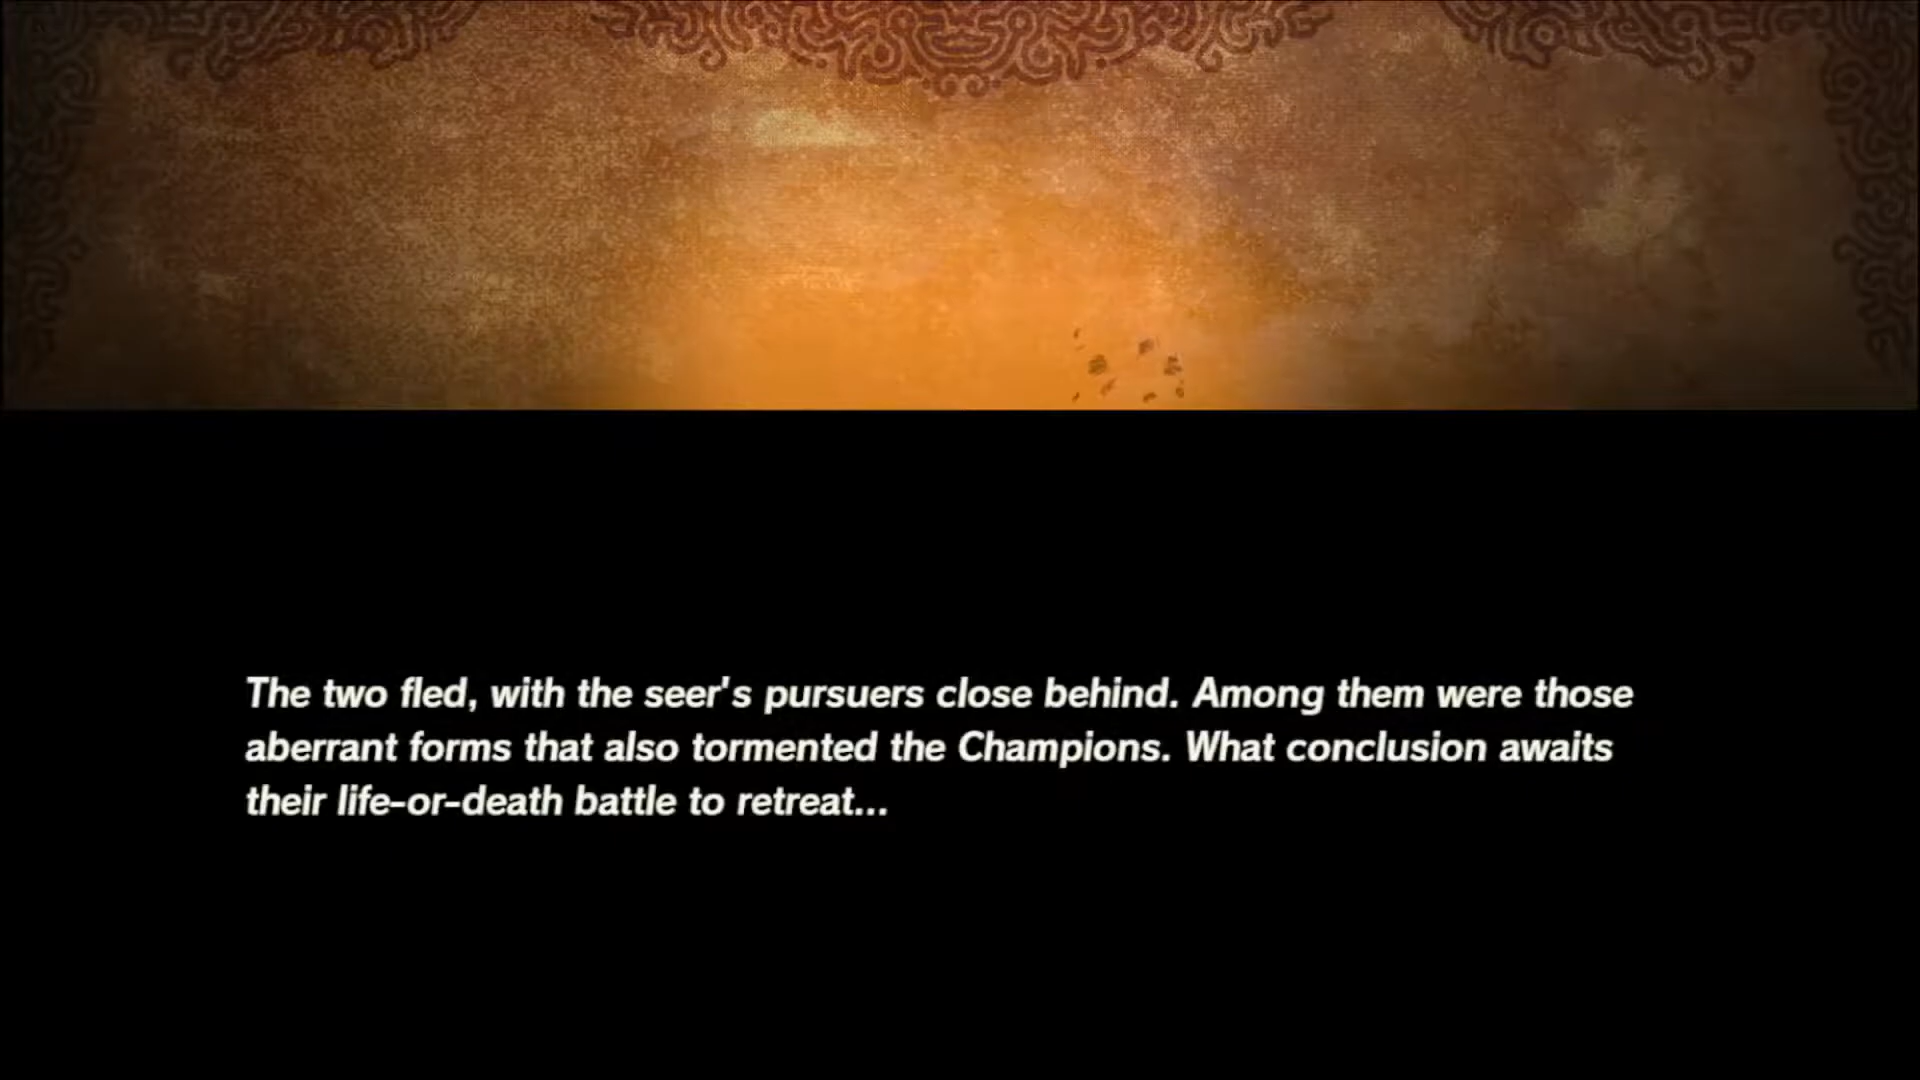 The two fled, with the seer's pursuers close behind. Among them were those
aberrant forms that also tormented the Champions. What conclusion awaits
their life-or-death battle to retreat...